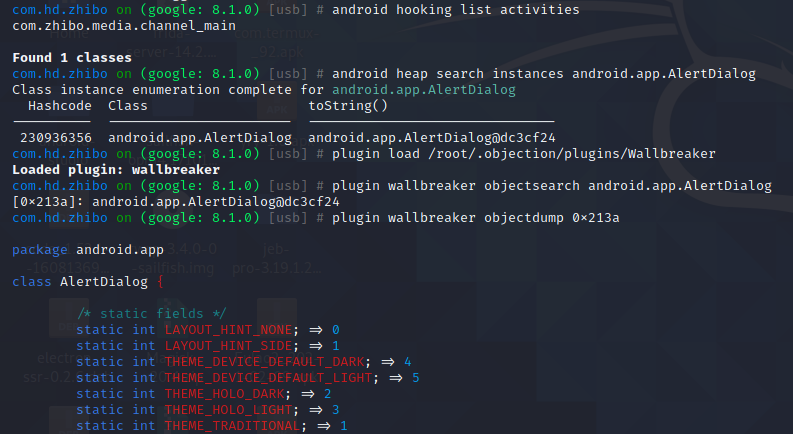 com.hd.zhibo on (google: 8.1.0) [usb] # android hooking list activities
com.zhibo.media.channel_main
Found 1 classes
com.hd.zhibo on (google: 8.1.0) [usb] # android heap search instances android.app.AlertDialog
Class instance enumeration complete for android.app.AlertDialog
Hashcode Class toString()
--------- ----------------------- -------------------------------
230936356 android.app.AlertDialog android.app.AlertDialog@dc3cf24
com.hd.zhibo on (google: 8.1.0) [usb] # plugin load /root/.objection/plugins/Wallbreaker
Loaded plugin: wallbreaker
com.hd.zhibo on (google: 8.1.0) [usb] # plugin wallbreaker objectsearch android.app.AlertDialog
[0×213a]: android.app.AlertDialog@dc3cf24
com.hd.zhibo on (google: 8.1.0) [usb] # plugin wallbreaker objectdump 0×213a
package android.app
class AlertDialog {
/* static fields */
static int LAYOUT_HINT_NONE; => 0
static int LAYOUT_HINT_SIDE; => 1
static int THEME_DEVICE_DEFAULT_DARK; => 4
static int THEME_DEVICE_DEFAULT_LIGHT; => 5
static int THEME_HOLO_DARK; => 2
static int THEME_HOLO_LIGHT; => 3
static int THEME_TRADITIONAL; => 1